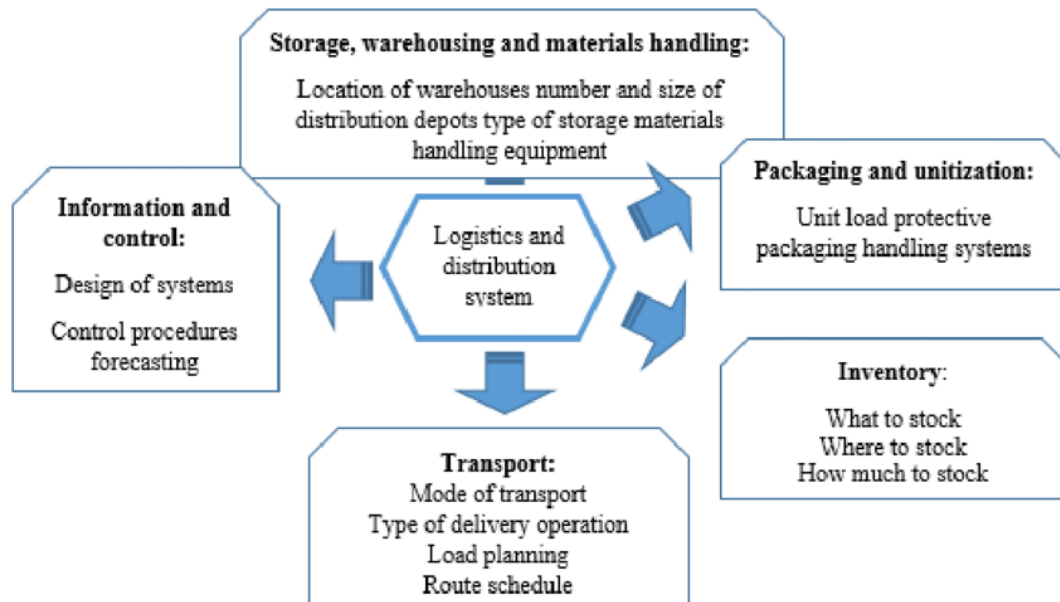 Storage, warehousing and materials handling:
Location of warehouses number and size of
distribution depots type of storage materials
handling equipment
Information and
control:
Design of systems
Control procedures
forecasting
Logistics and
distribution
system
Packaging and unitization:
Unit load protective
packaging handling systems
Inventory:
What to stock
Where to stock
How much to stock
Transport:
Mode of transport
Type of delivery operation
Load planning
Route schedule